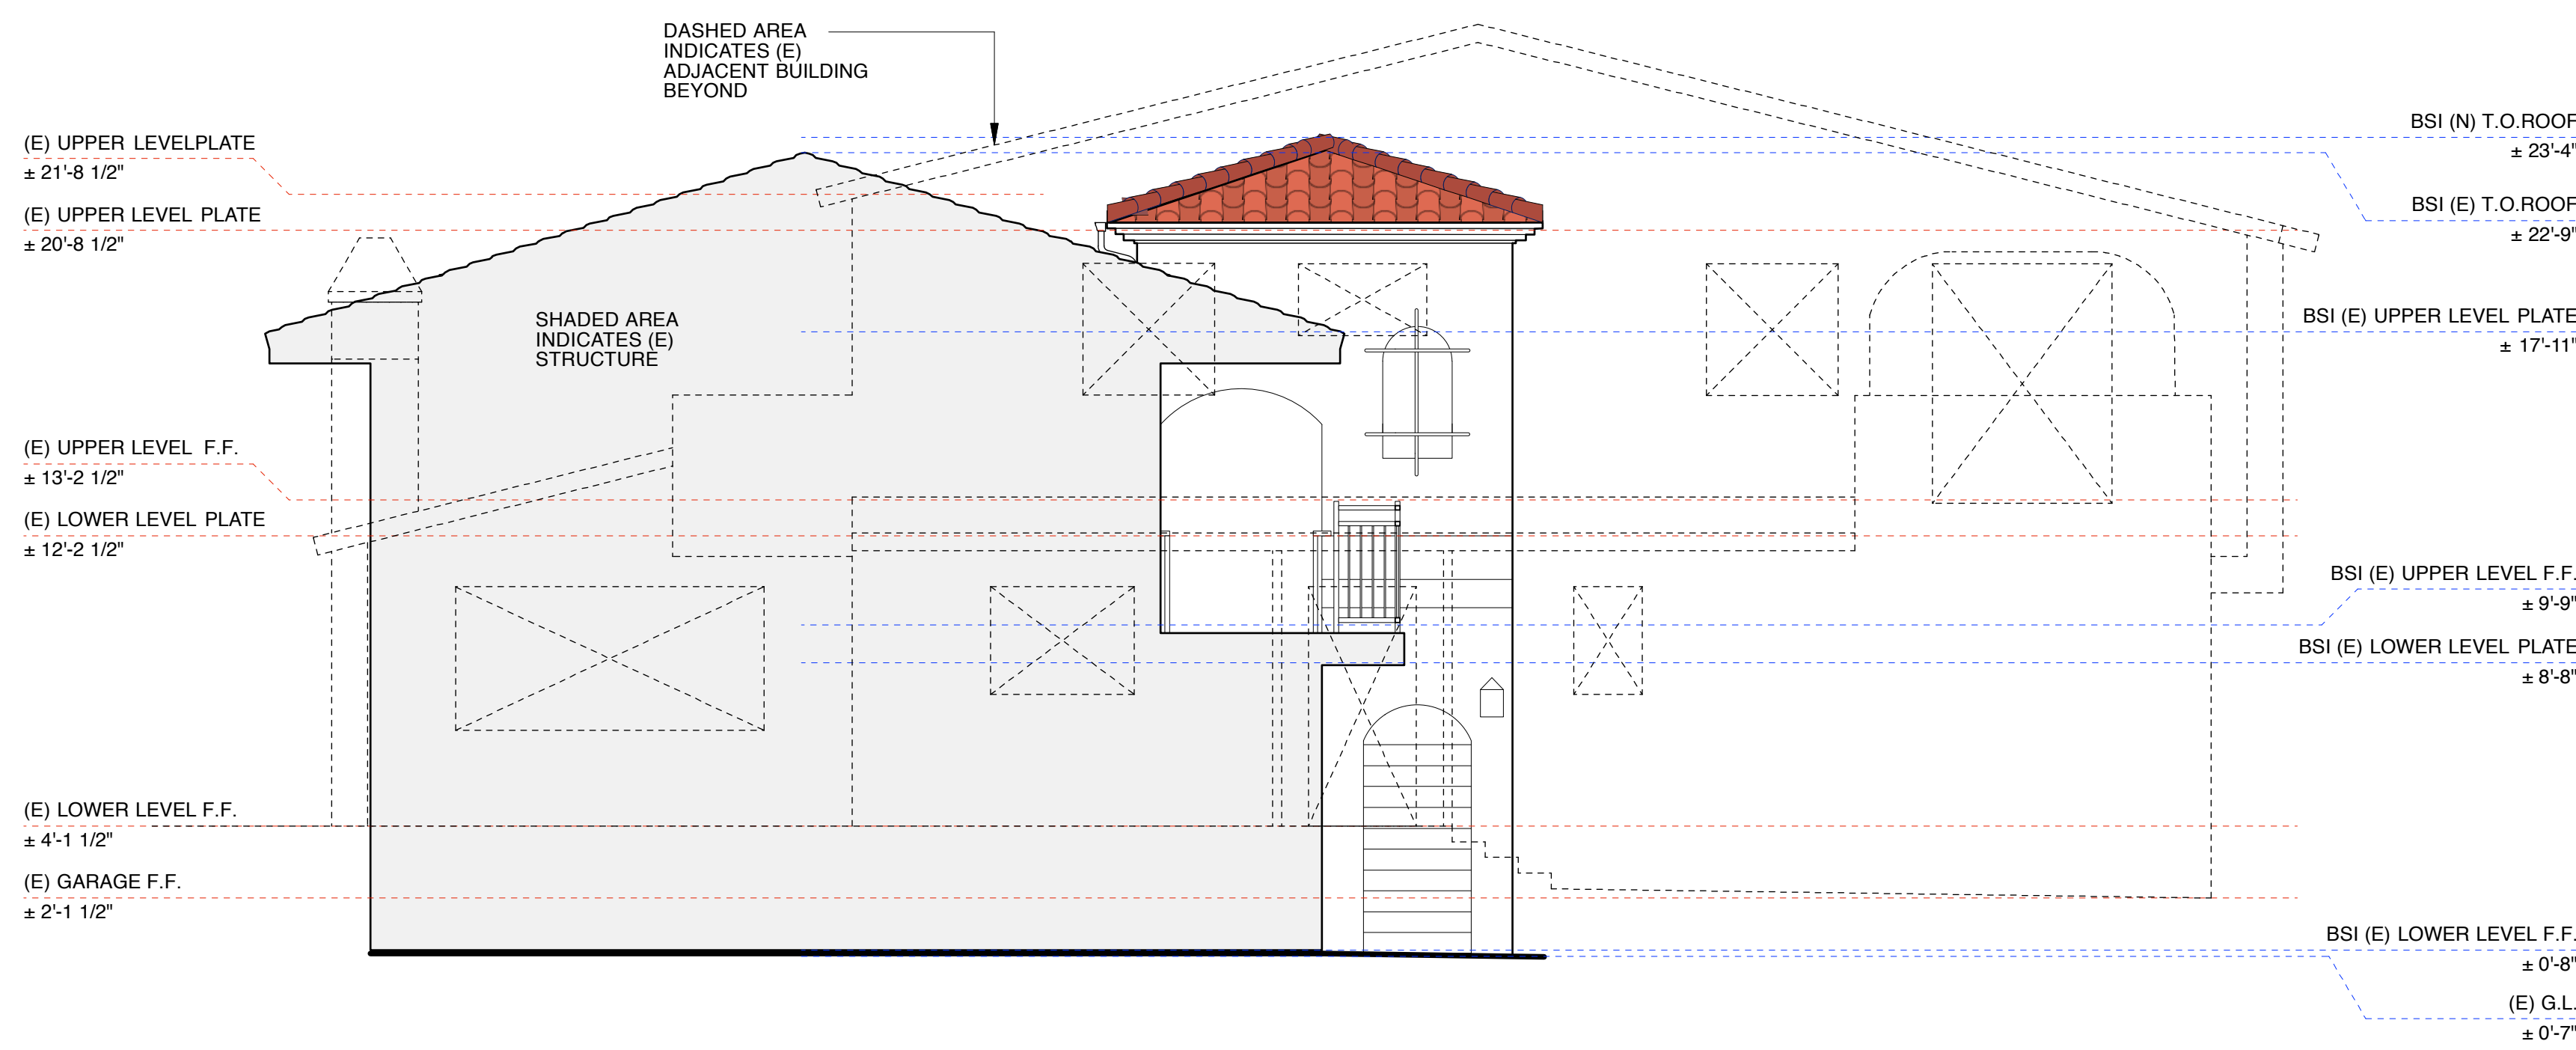 DASHED AREA
INDICATES (E)
ADJACENT BUILDING
BEYOND
(E) UPPER LEVELPLATE
± 21'-8 1/2"
(E) UPPER LEVEL PLATE
± 20'-8 1/2"
SHADED AREA
INDICATES (E)
STRUCTURE
(E) UPPER LEVEL F.F.
± 13'-2 1/2"
(E) LOWER LEVEL PLATE
± 12'-2 1/2"
(E) LOWER LEVEL F.F.
± 4'-1 1/2"
(E) GARAGE F.F.
± 2'-1 1/2"
BSI (N) T.O.ROOF
± 23'-4"
BSI (E) T.O.ROOF
± 22'-9"
BSI (E) UPPER LEVEL PLATE
± 17'-11"
BSI (E) UPPER LEVEL F.F.
± 9'-9"
BSI (E) LOWER LEVEL PLATE
± 8'-8"
BSI (E) LOWER LEVEL F.F.
± 0'-8"
(E) G.L.
± 0'-7"